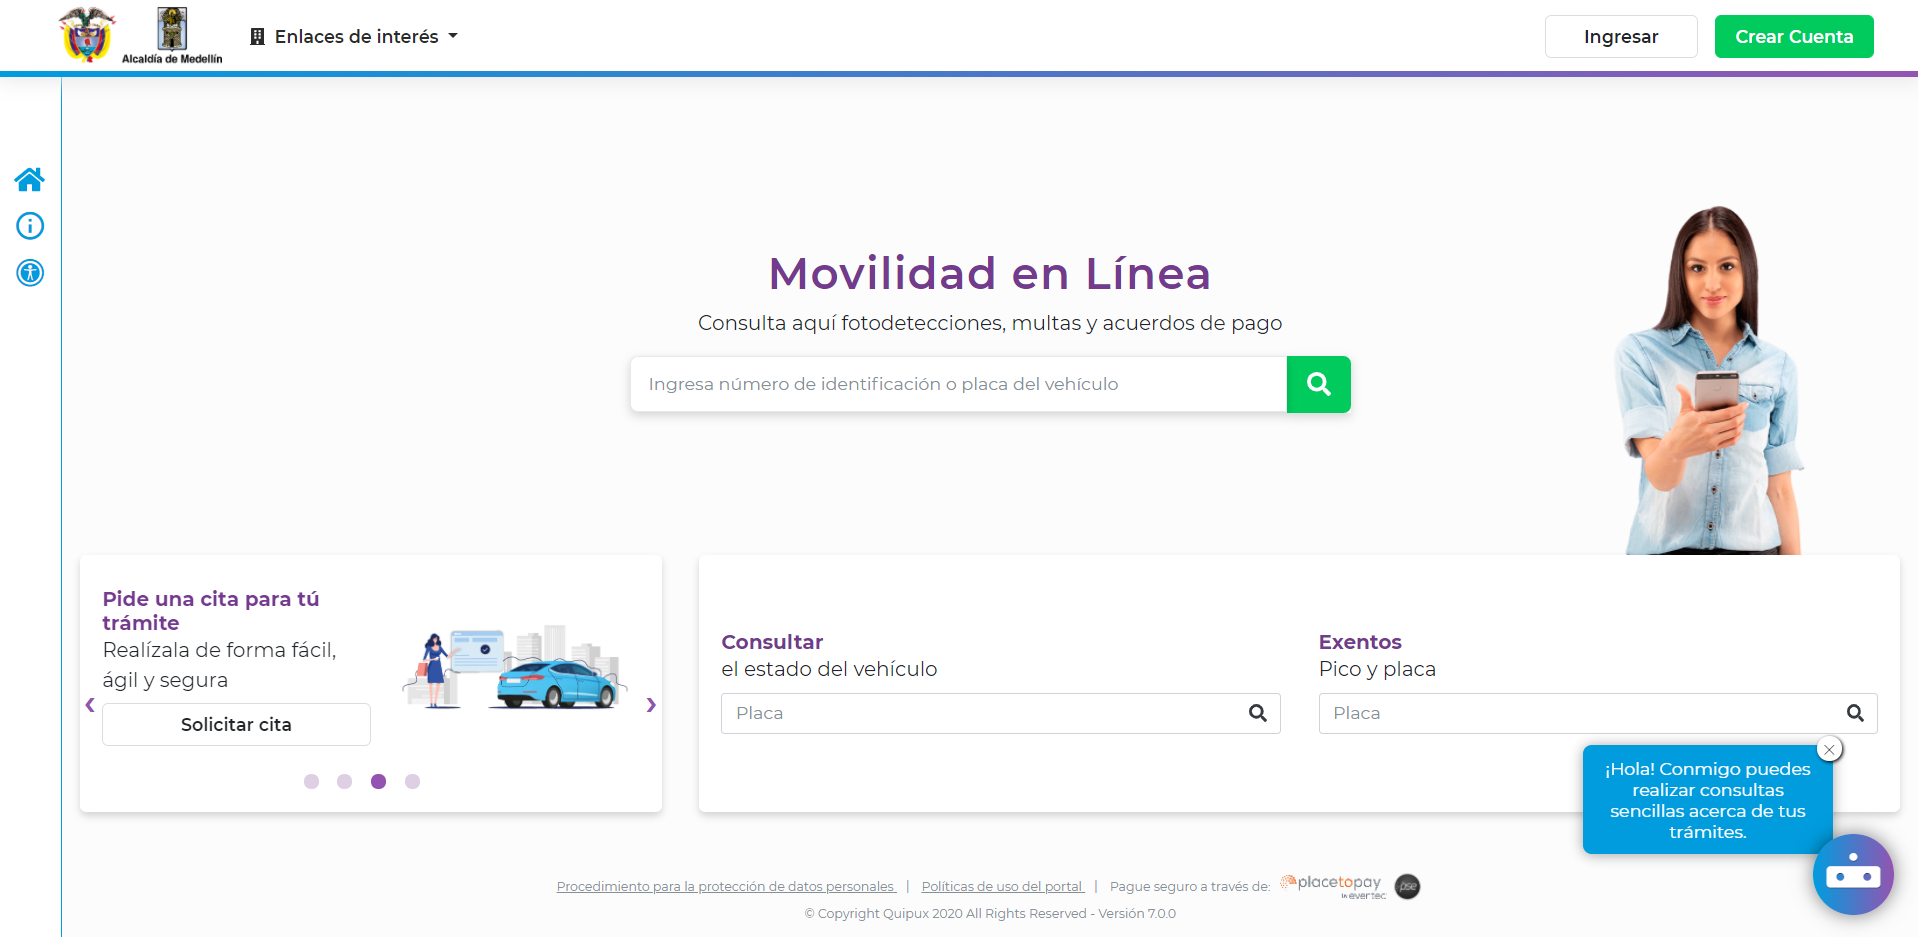 Alcaldía de Medellín
Enlaces de interés
Ingresar
Crear Cuenta
Movilidad en Línea
Consulta aquí fotodetecciones, multas y acuerdos de pago
Ingresa número de identificación o placa del vehículo
Pide una cita para tú
trámite
Realízala de forma fácil,
ágil y segura
Solicitar cita
Consultar
el estado del vehículo
Placa
Exentos
Pico y placa
Placa
¡Hola! Conmigo puedes
realizar consultas
sencillas acerca de tus
trámites.
Procedimiento para la protección de datos personales | Políticas de uso del portal | Pague seguro a través de: placetopay by evertec pse
© Copyright Quipux 2020 All Rights Reserved - Versión 7.0.0